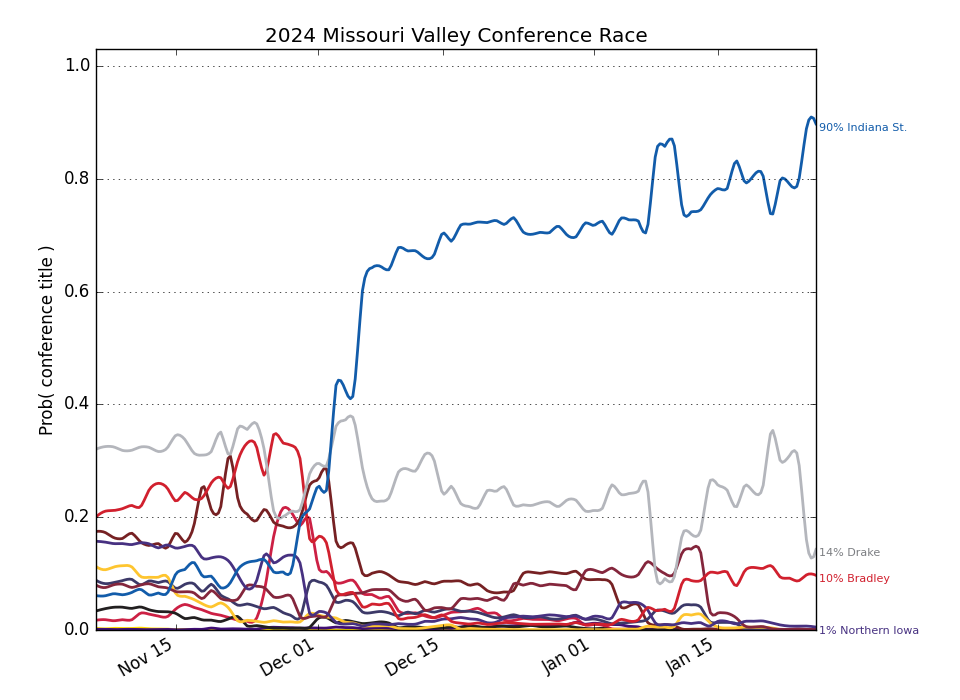 2024 Missouri Valley Conference Race
1.0
0.8
0.6
0.4
0.2
0.0
Prob( conference title )
90% Indiana St.
14% Drake
10% Bradley
1% Northern Iowa
Nov 15
Dec 01
Dec 15
Jan 01
Jan 15